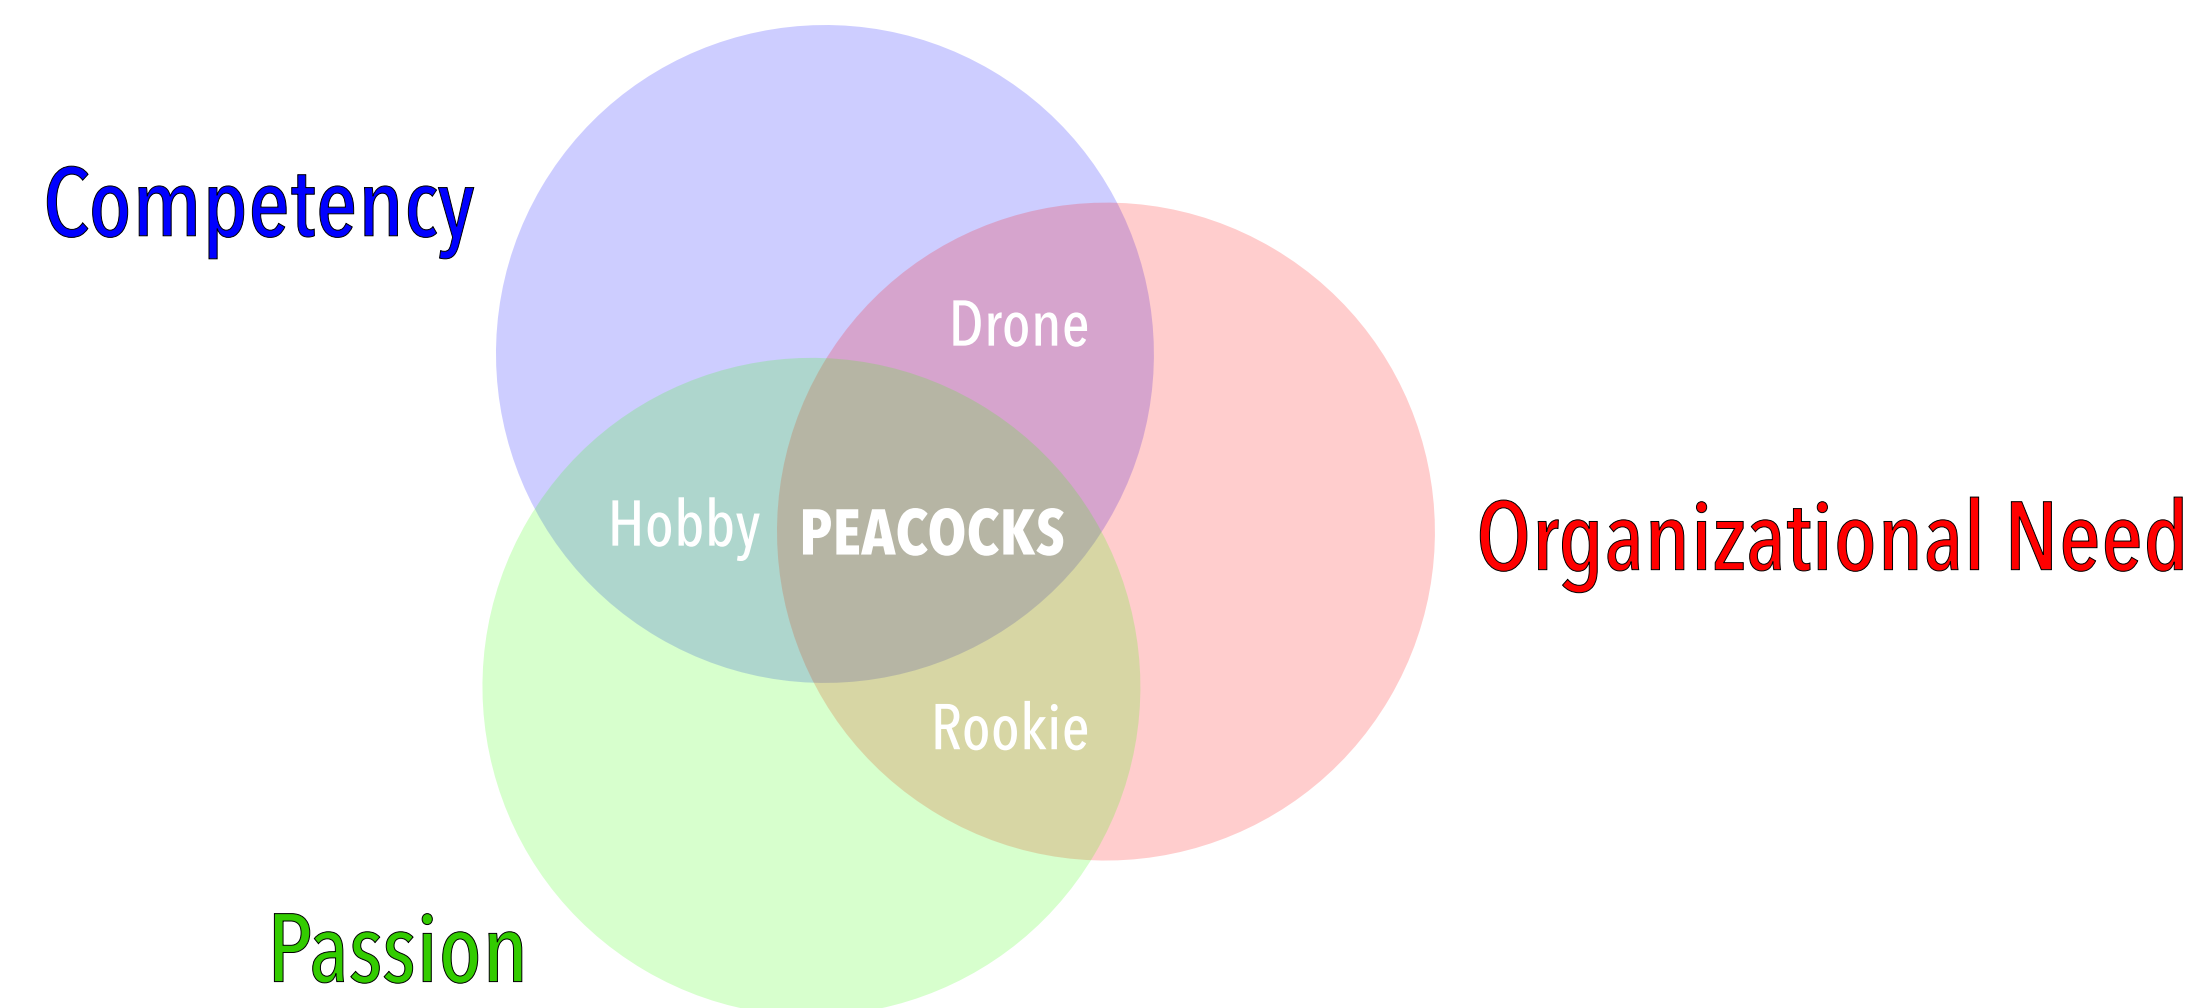 Competency
Drone
Hobby
PEACOCKS
Organizational Need
Rookie
Passion